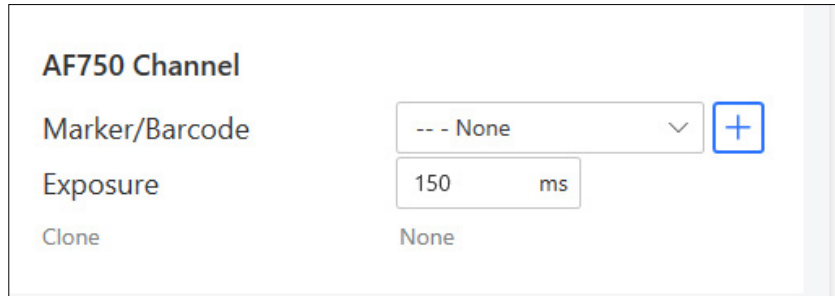 AF750 Channel
Marker/Barcode -- - None
Exposure 150 ms
Clone None